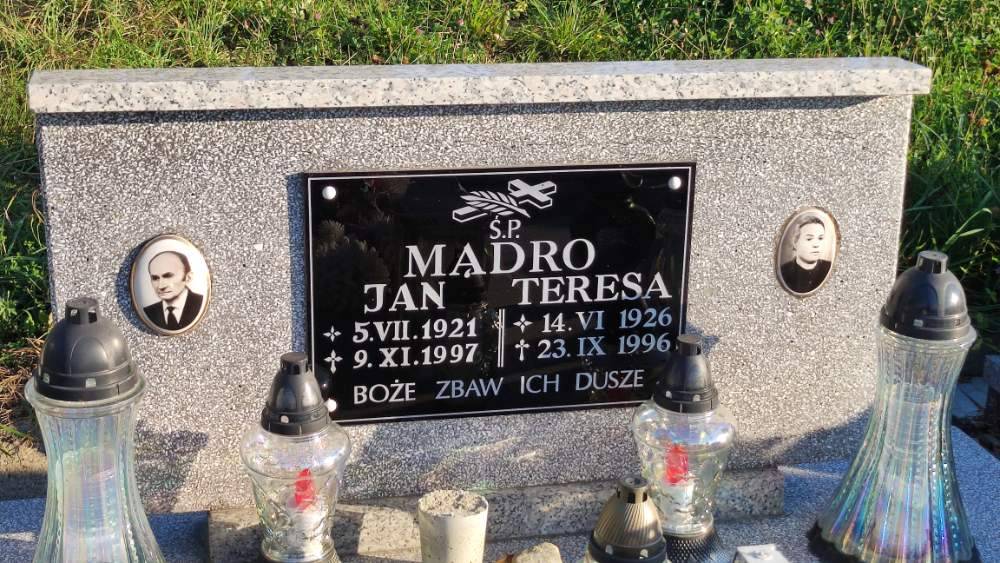 Ś.P.
MĄDRO
JAN TERESA
5.VII.1921 14.VI 1926
9.XI.1997 23.IX 1996
BOŻE ZBAW ICH DUSZE